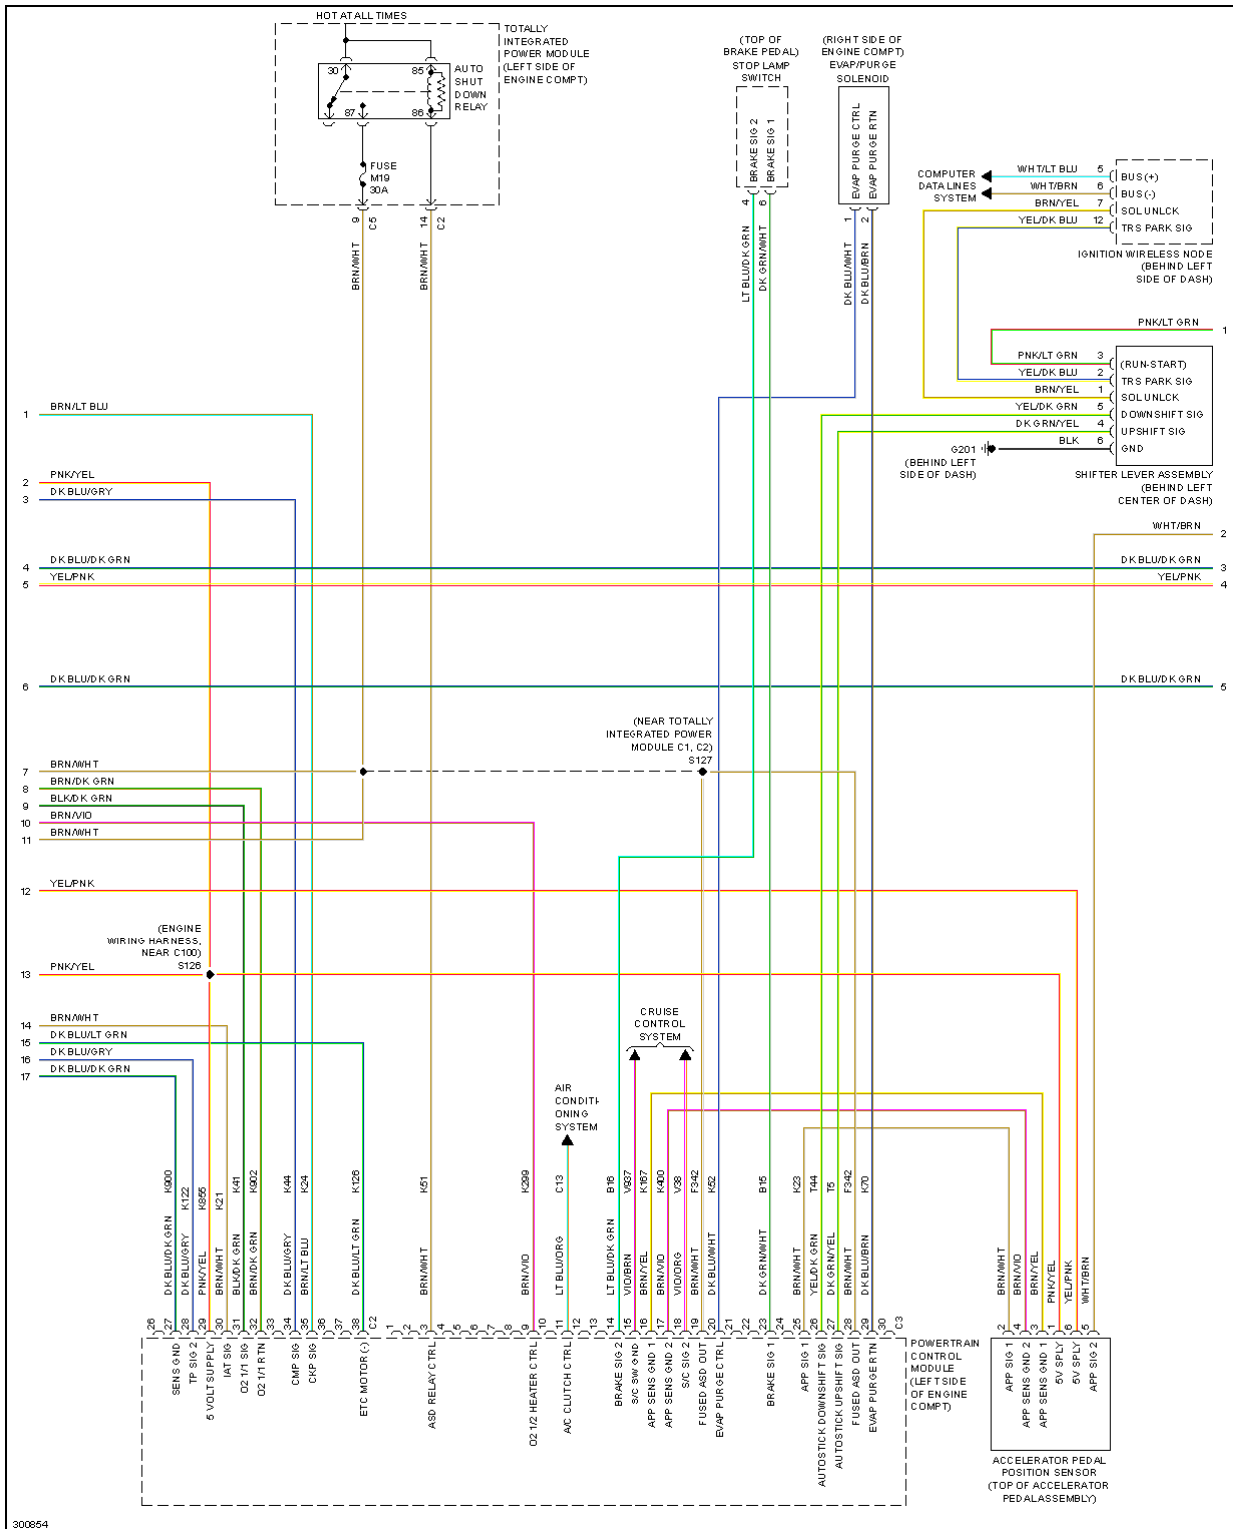 HOT AT ALL TIMES
TOTALLY
INTEGRATED
POWER MODULE
(LEFT SIDE OF
ENGINE COMPT)
30
85
87
86
AUTO
SHUT
DOWN
RELAY
FUSE
M19
30A
9
C5
14
C2
BRN/WHT
BRN/WHT
(TOP OF
BRAKE PEDAL)
STOP LAMP
SWITCH
BRAKE SIG 2
BRAKE SIG 1
4
6
LT BLU/DK GRN
DK GRN/WHT
(RIGHT SIDE OF
ENGINE COMPT)
EVAP/PURGE
SOLENOID
EVAP PURGE CTRL
EVAP PURGE RTN
1
2
DK BLU/WHT
DK BLU/BRN
COMPUTER
DATA LINES
SYSTEM
WHT/LT BLU 5 BUS (+)
WHT/BRN 6 BUS (-)
BRN/YEL 7 SOL UNLCK
YEL/DK BLU 12 TRS PARK SIG
IGNITION WIRELESS NODE
(BEHIND LEFT
SIDE OF DASH)
PNK/LT GRN 1
PNK/LT GRN 3 (RUN-START)
YEL/DK BLU 2 TRS PARK SIG
BRN/YEL 1 SOL UNLCK
YEL/DK GRN 5 DOWNSHIFT SIG
DK GRN/YEL 4 UPSHIFT SIG
BLK 6 GND
G201
(BEHIND LEFT
SIDE OF DASH)
SHIFTER LEVER ASSEMBLY
(BEHIND LEFT
CENTER OF DASH)
1 BRN/LT BLU
2 PNK/YEL
3 DK BLU/GRY
WHT/BRN 2
4 DK BLU/DK GRN
DK BLU/DK GRN 3
5 YEL/PNK
YEL/PNK 4
6 DK BLU/DK GRN
DK BLU/DK GRN 5
(NEAR TOTALLY
INTEGRATED POWER
MODULE C1, C2)
S127
7 BRN/WHT
8 BRN/DK GRN
9 BLK/DK GRN
10 BRN/VIO
11 BRN/WHT
12 YEL/PNK
(ENGINE
WIRING HARNESS,
NEAR C100)
S126
13 PNK/YEL
14 BRN/WHT
15 DK BLU/LT GRN
16 DK BLU/GRY
17 DK BLU/DK GRN
CRUISE
CONTROL
SYSTEM
AIR
CONDITI-
ONING
SYSTEM
K900
K122
K855
K21
K41
K902
K44
K24
K126
K51
K299
C13
B16
V937
K167
K400
V38
F342
K52
B15
K23
T44
T5
F342
K70
DK BLU/DK GRN
DK BLU/GRY
PNK/YEL
BRN/WHT
BLK/DK GRN
BRN/DK GRN
DK BLU/GRY
BRN/LT BLU
DK BLU/LT GRN
BRN/WHT
BRN/VIO
LT BLU/ORG
LT BLU/DK GRN
VIO/BRN
BRN/YEL
BRN/VIO
VIO/ORG
BRN/WHT
DK BLU/WHT
DK GRN/WHT
BRN/WHT
YEL/DK GRN
DK GRN/YEL
BRN/WHT
DK BLU/BRN
BRN/WHT
BRN/VIO
BRN/YEL
PNK/YEL
YEL/PNK
WHT/BRN
26 27 28 29 30 31 32 33 34 35 36 37 38 C2
1 2 3 4 5 6 7 8 9 10 11 12 13 14 15 16 17 18 19 20 21 22 23 24 25 26 27 28 29 30 C3
2 4 3 1 6 5
SENS GND
TP SIG 2
5 VOLT SUPPLY
IAT SIG
O2 1/1 SIG
O2 1/1 RTN
CMP SIG
CKP SIG
ETC MOTOR (-)
ASD RELAY CTRL
O2 1/2 HEATER CTRL
A/C CLUTCH CTRL
BRAKE SIG 2
S/C SW GND
APP SENS GND 1
APP SENS GND 2
S/C SIG 2
FUSED ASD OUT
EVAP PURGE CTRL
BRAKE SIG 1
APP SIG 1
AUTOSTICK DOWNSHIFT SIG
AUTOSTICK UPSHIFT SIG
FUSED ASD OUT
EVAP PURGE RTN
POWERTRAIN
CONTROL
MODULE
(LEFT SIDE
OF ENGINE
COMPT)
APP SIG 1
APP SENS GND 2
APP SENS GND 1
5V SPLY
5V SPLY
APP SIG 2
ACCELERATOR PEDAL
POSITION SENSOR
(TOP OF ACCELERATOR
PEDAL ASSEMBLY)
300854